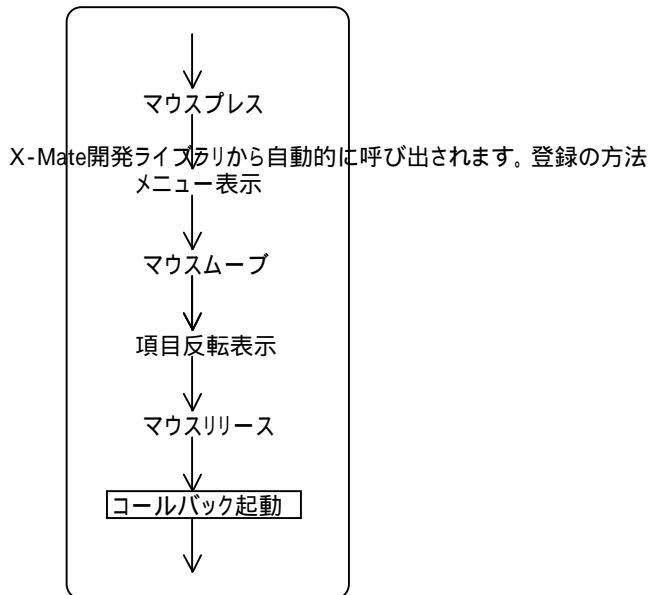 マウスプレス
X-Mate開発ライブラリから自動的に呼び出されます。登録の方法
メニュー表示
マウスムーブ
項目反転表示
マウスリリース
コールバック起動